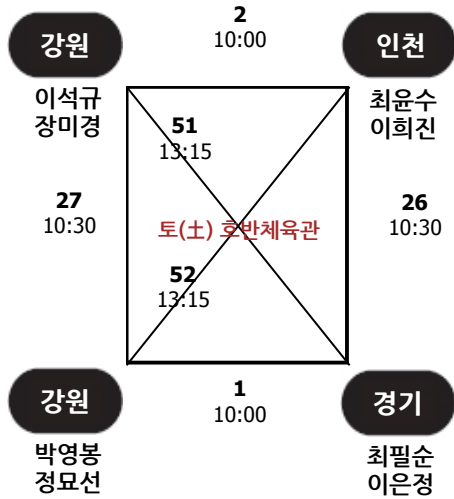 2
10:00
강원
인천
이석규
장미경
최윤수
이희진
51
13:15
27
10:30
26
10:30
토(土) 호반체육관
52
13:15
강원
1
10:00
경기
박영봉
정묘선
최필순
이은정